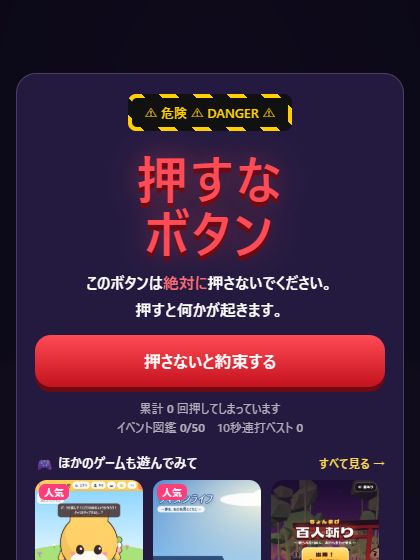 ⚠ 危険 ⚠ DANGER ⚠
押すな
ボタン
このボタンは絶対に押さないでください。
押すと何かが起きます。
押さないと約束する
累計 0 回押してしまっています
イベント図鑑 0/50 10秒連打ベスト 0
ほかのゲームも遊んでみて
すべて見る →
人気
人気
百人斬り